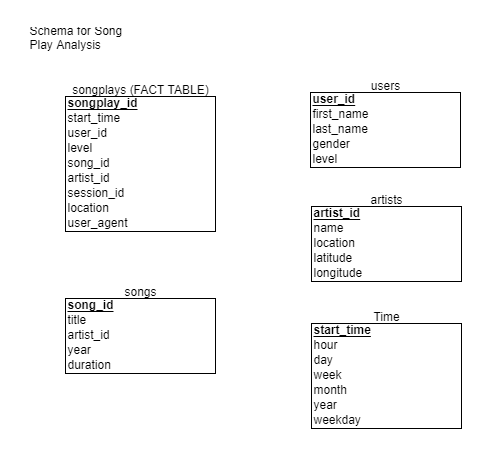 Schema for Song
Play Analysis
songplays (FACT TABLE)
songplay_id
start_time
user_id
level
song_id
artist_id
session_id
location
user_agent
users
user_id
first_name
last_name
gender
level
artists
artist_id
name
location
latitude
longitude
songs
song_id
title
artist_id
year
duration
Time
start_time
hour
day
week
month
year
weekday